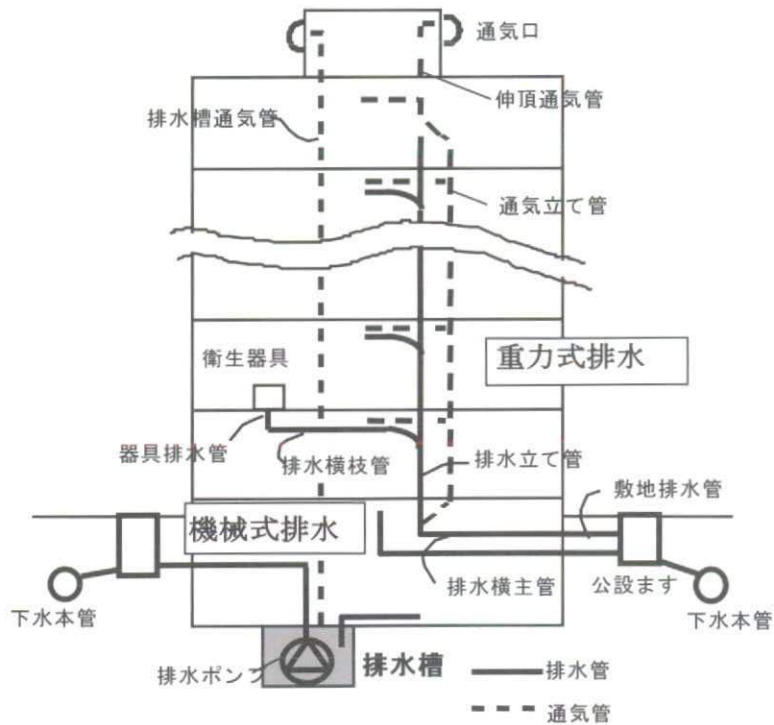 通気口
伸頂通気管
排水槽通気管
通気立て管
衛生器具
重力式排水
器具排水管
排水横枝管
排水立て管
敷地排水管
機械式排水
排水横主管
公設ます
下水本管
下水本管
排水ポンプ
排水槽
排水管
通気管